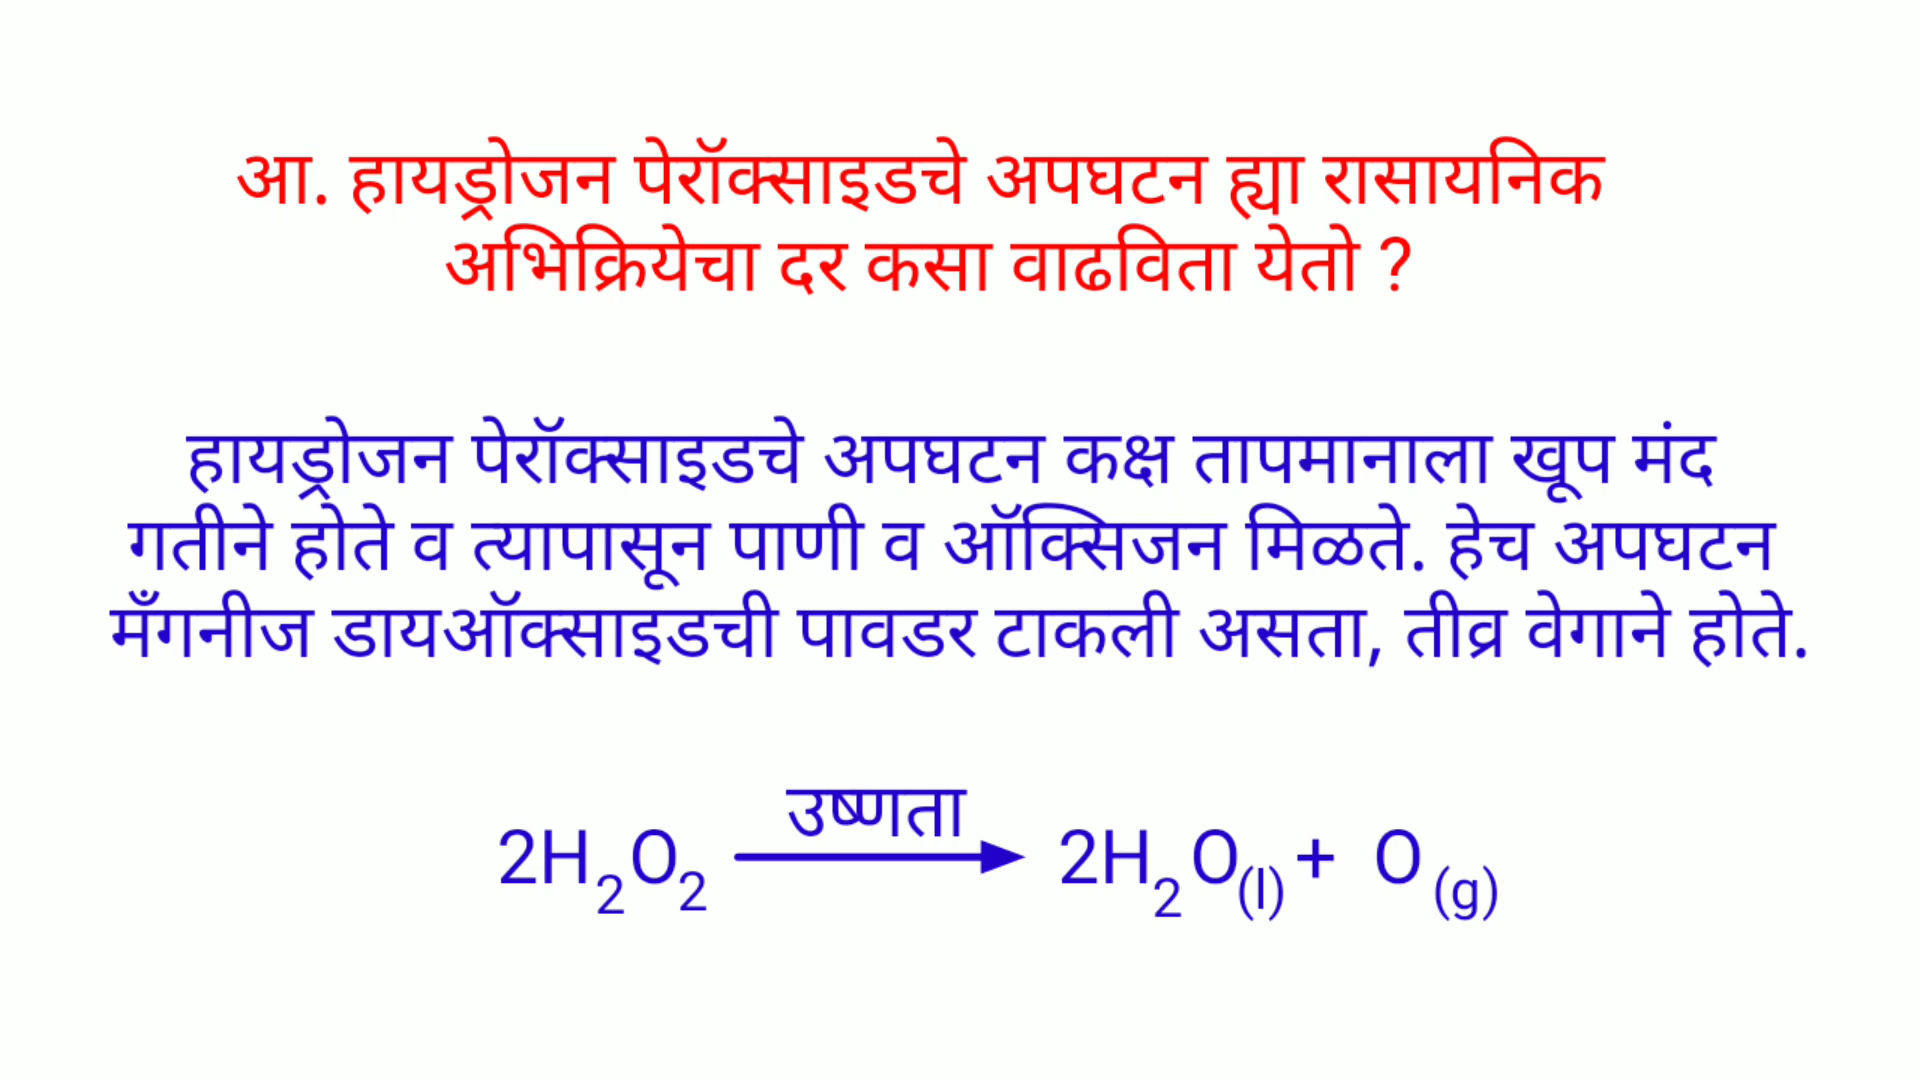 आ. हायड्रोजन पेरॉक्साइडचे अपघटन ह्या रासायनिक
अभिक्रियेचा दर कसा वाढविता येतो ?
हायड्रोजन पेरॉक्साइडचे अपघटन कक्ष तापमानाला खूप मंद
गतीने होते व त्यापासून पाणी व ऑक्सिजन मिळते. हेच अपघटन
मँगनीज डायऑक्साइडची पावडर टाकली असता, तीव्र वेगाने होते.
उष्णता
2H₂O₂ ⟶ 2H₂O(l) + O (g)